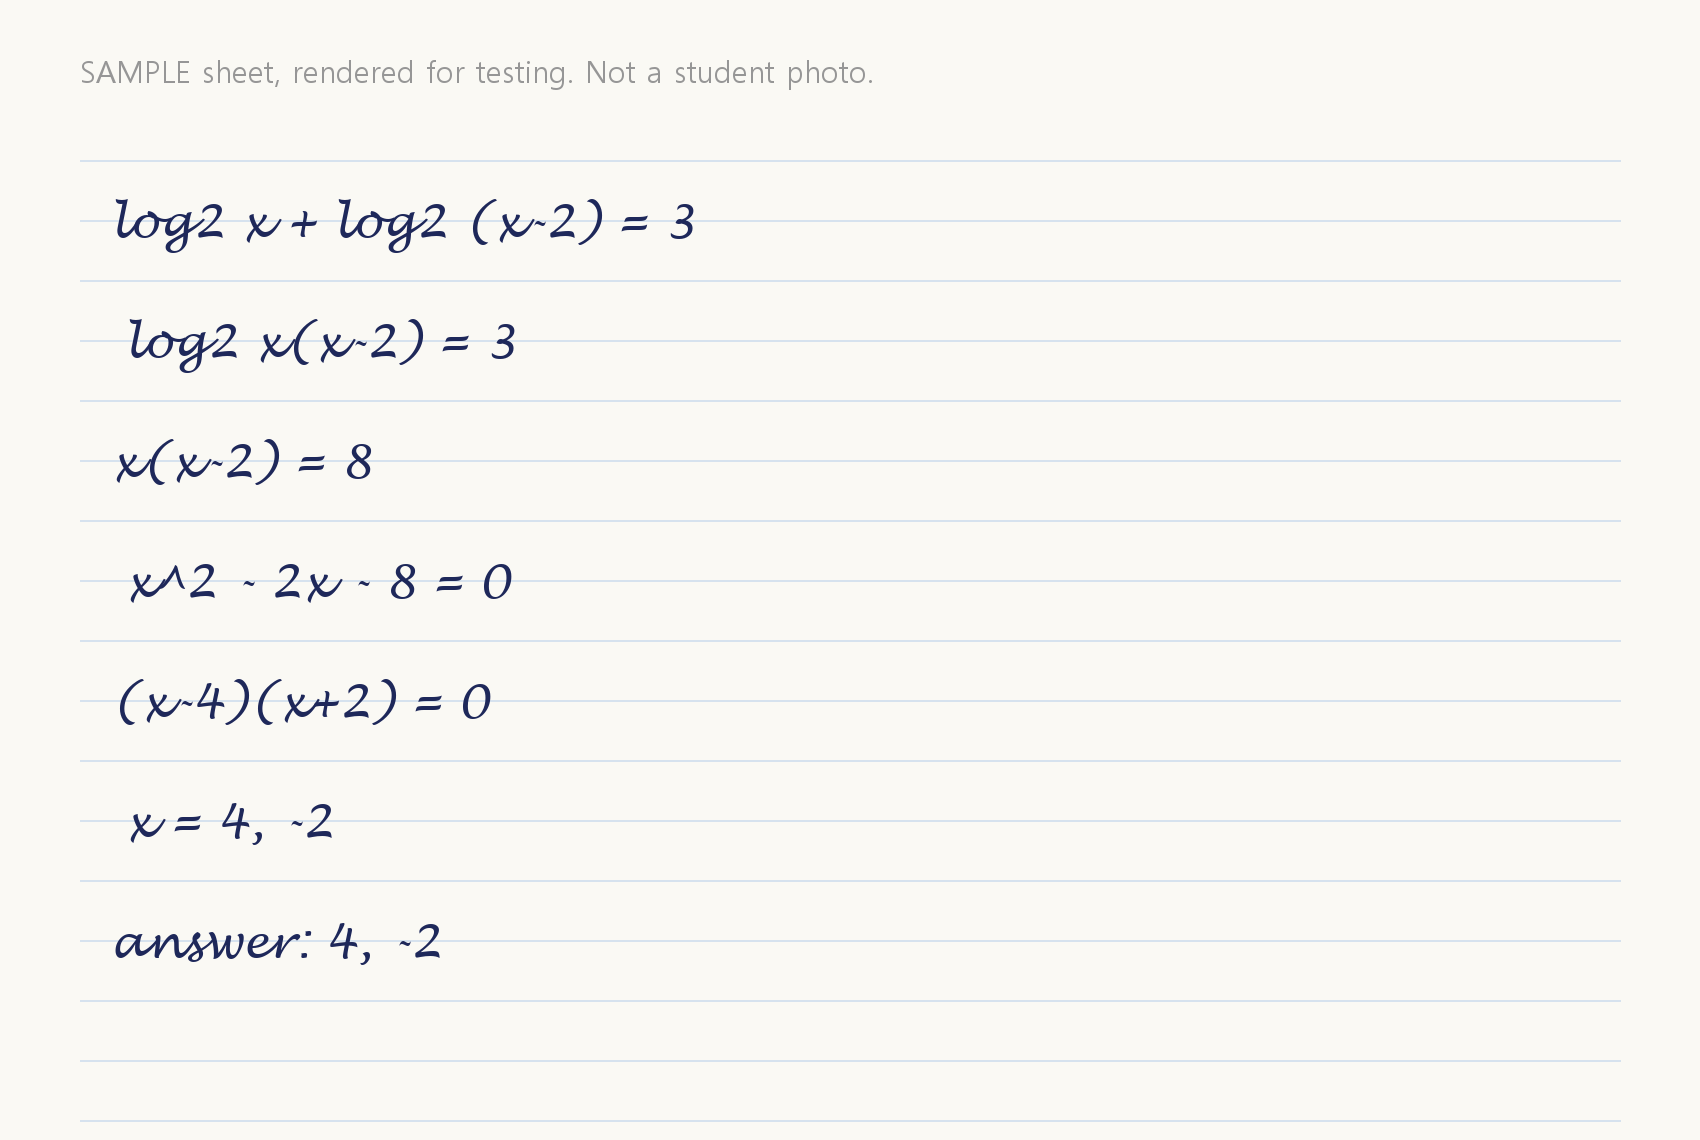 SAMPLE sheet, rendered for testing. Not a student photo.
log2 x + log2 (x-2) = 3
log2 x(x-2) = 3
x(x-2) = 8
x^2 - 2x - 8 = 0
(x-4)(x+2) = 0
x = 4, -2
answer: 4, -2